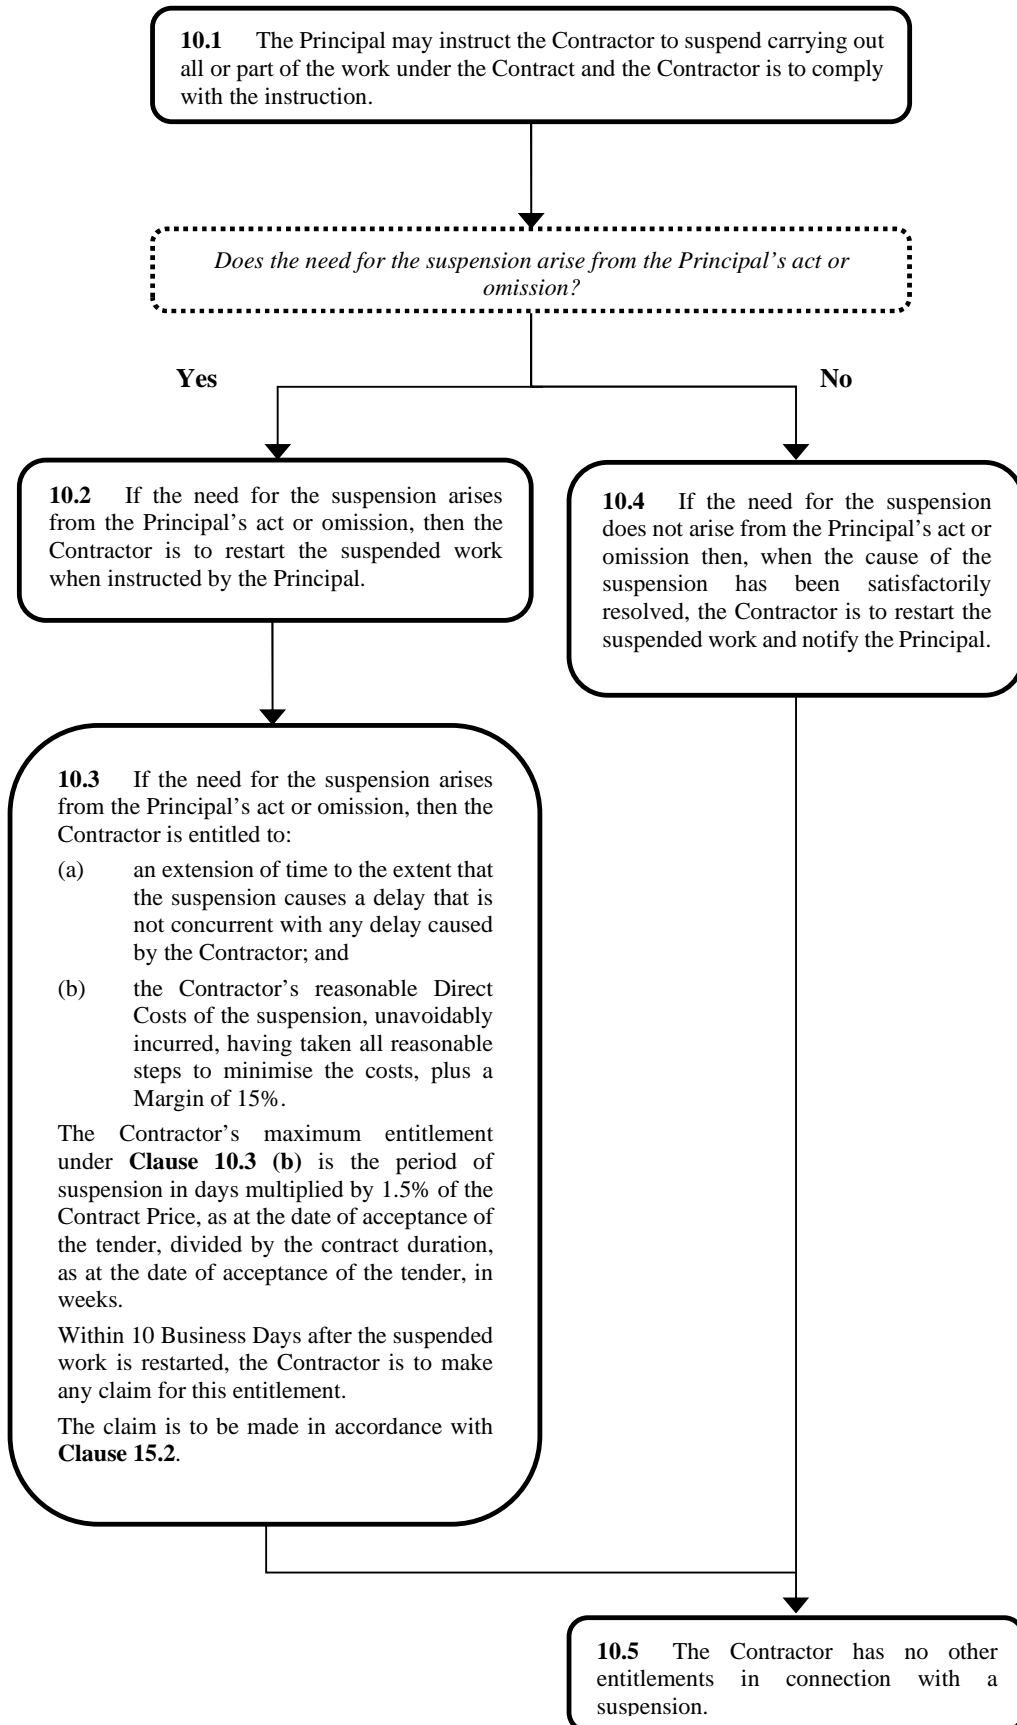 10.1 The Principal may instruct the Contractor to suspend carrying out
all or part of the work under the Contract and the Contractor is to comply
with the instruction.
Does the need for the suspension arise from the Principal’s act or
omission?
Yes
No
10.2 If the need for the suspension arises
from the Principal’s act or omission, then the
Contractor is to restart the suspended work
when instructed by the Principal.
10.4 If the need for the suspension
does not arise from the Principal’s act or
omission then, when the cause of the
suspension has been satisfactorily
resolved, the Contractor is to restart the
suspended work and notify the Principal.
10.3 If the need for the suspension arises
from the Principal’s act or omission, then the
Contractor is entitled to:
(a) an extension of time to the extent that
the suspension causes a delay that is
not concurrent with any delay caused
by the Contractor; and
(b) the Contractor’s reasonable Direct
Costs of the suspension, unavoidably
incurred, having taken all reasonable
steps to minimise the costs, plus a
Margin of 15%.
The Contractor’s maximum entitlement
under Clause 10.3 (b) is the period of
suspension in days multiplied by 1.5% of the
Contract Price, as at the date of acceptance of
the tender, divided by the contract duration,
as at the date of acceptance of the tender, in
weeks.
Within 10 Business Days after the suspended
work is restarted, the Contractor is to make
any claim for this entitlement.
The claim is to be made in accordance with
Clause 15.2.
10.5 The Contractor has no other
entitlements in connection with a
suspension.